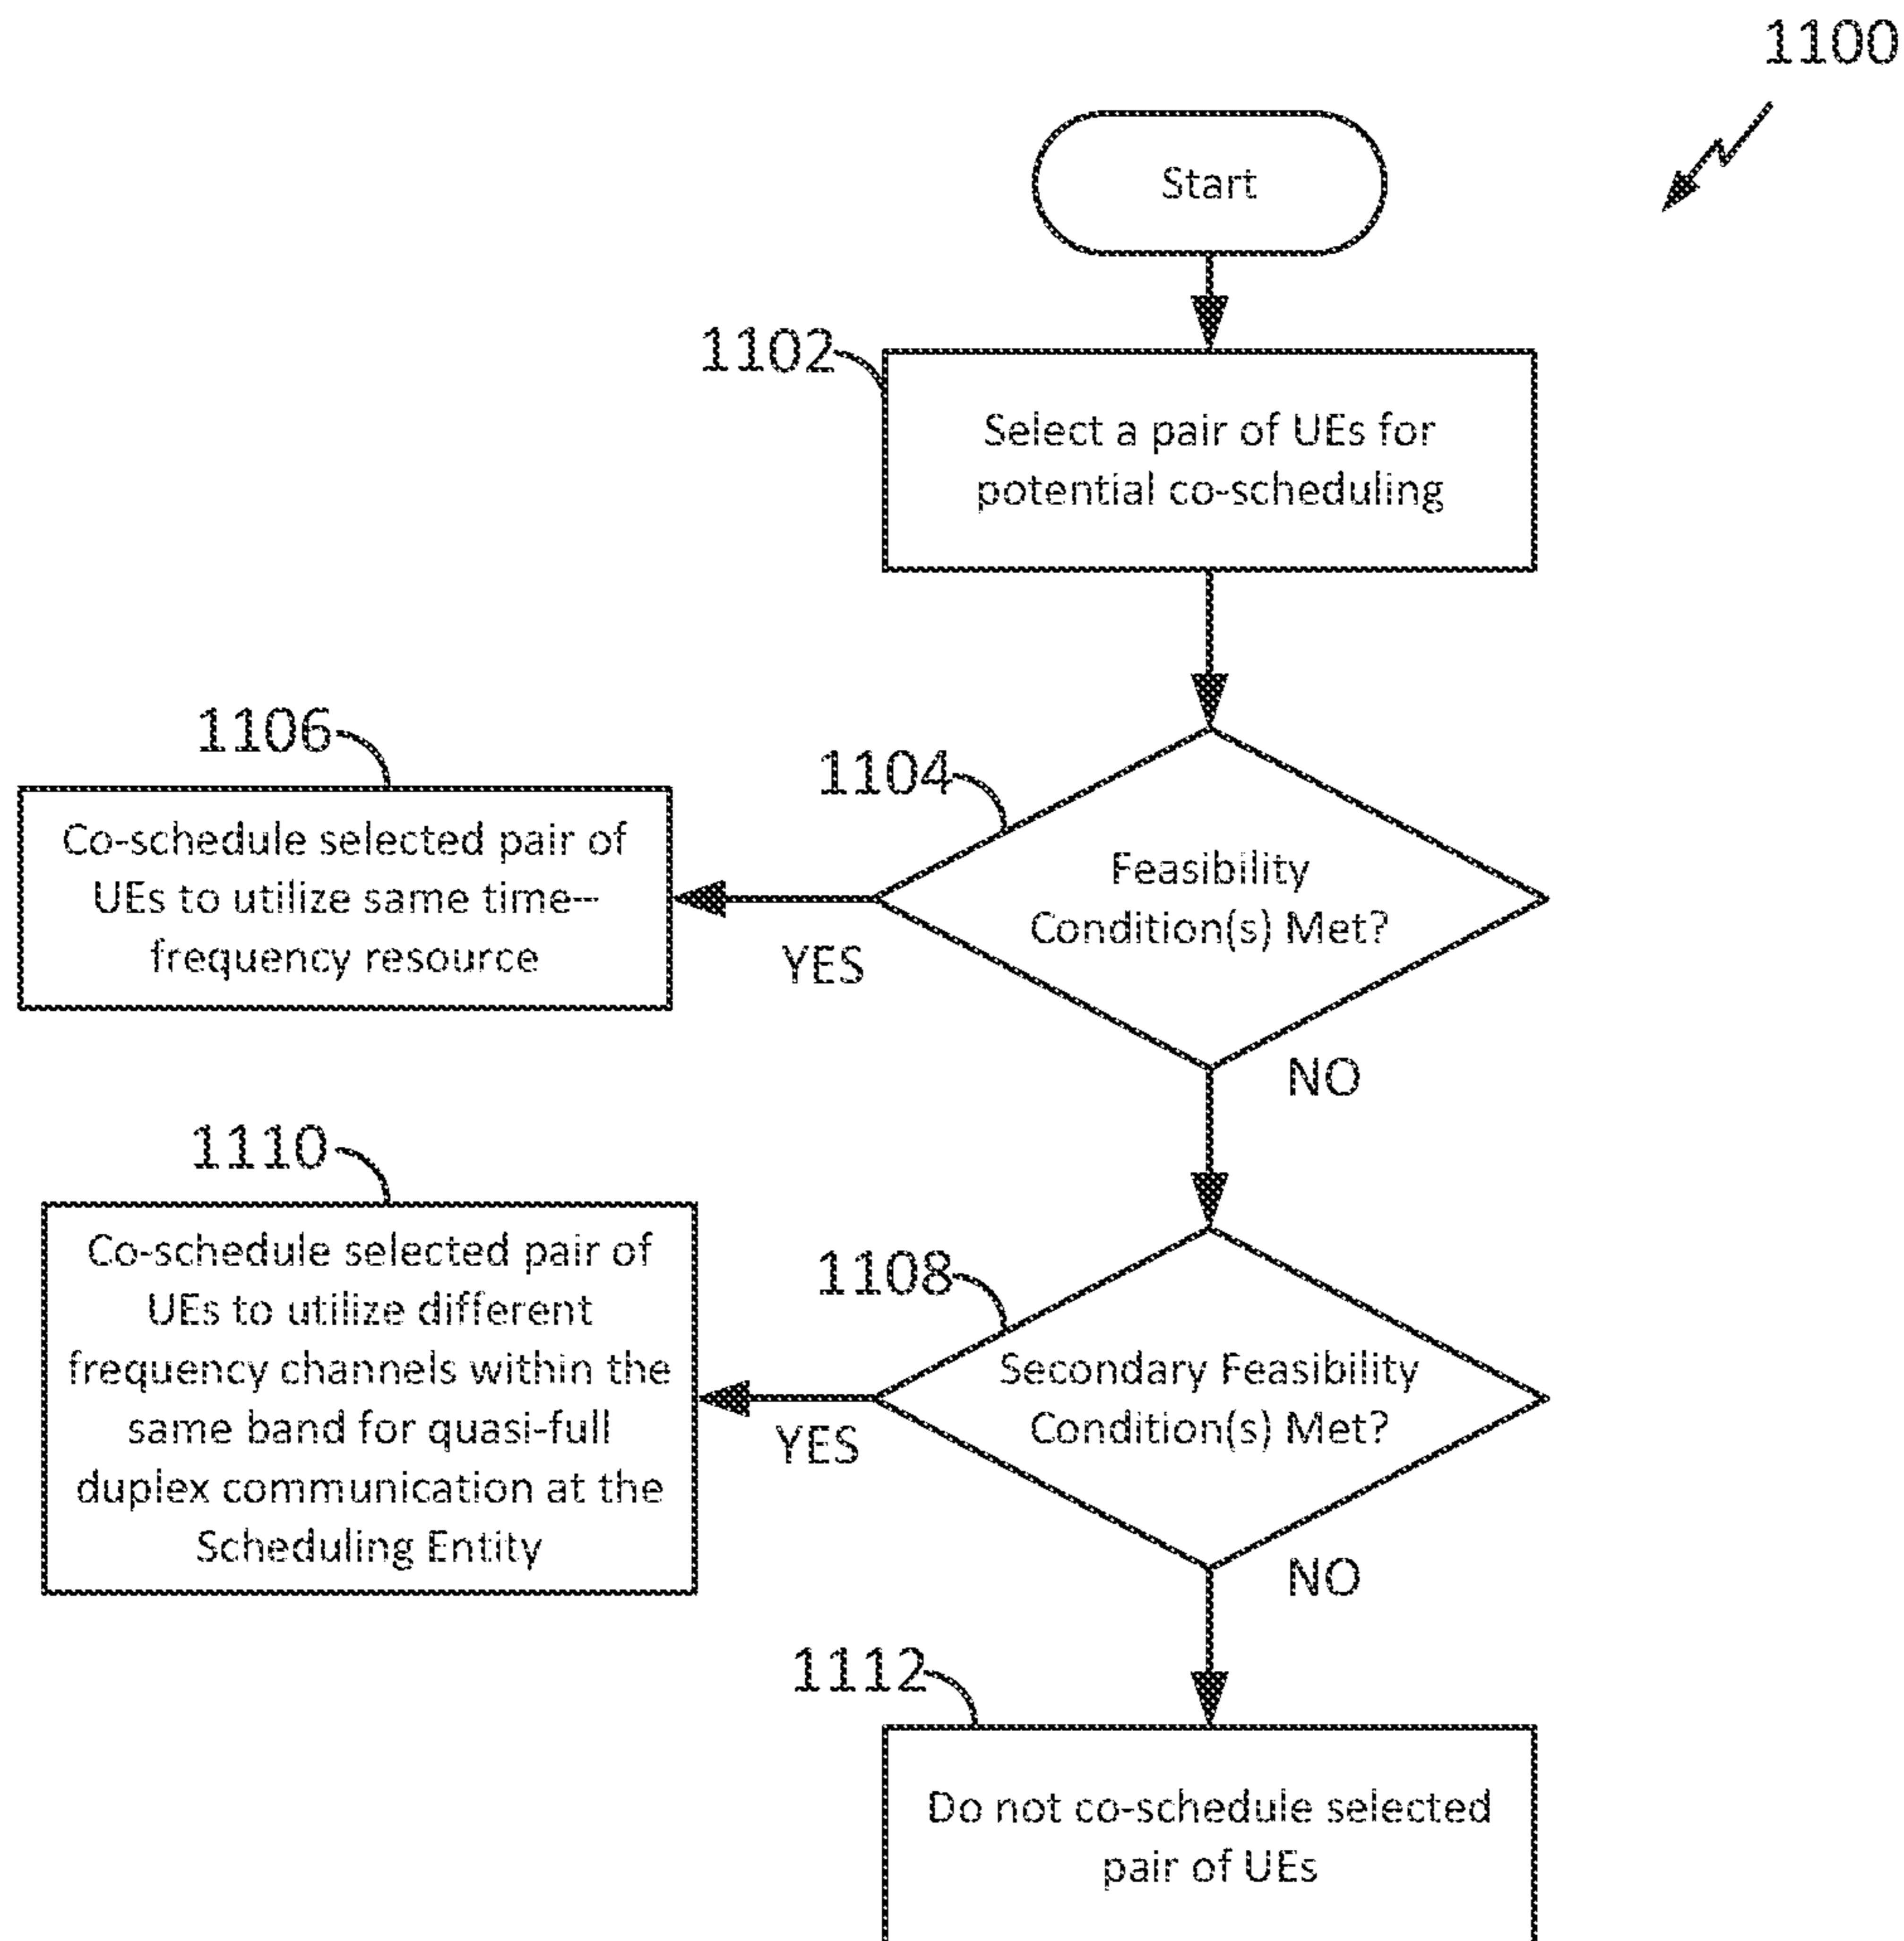 1100
Start
1102
Select a pair of UEs for
potential co-scheduling
1106
1104
Co-schedule selected pair of
UEs to utilize same time--
frequency resource
Feasibility
Condition(s) Met?
YES
NO
1110
1108
Co-schedule selected pair of
UEs to utilize different
frequency channels within the
same band for quasi-full
duplex communication at the
Scheduling Entity
Secondary Feasibility
Condition(s) Met?
YES
NO
1112
Do not co-schedule selected
pair of UEs